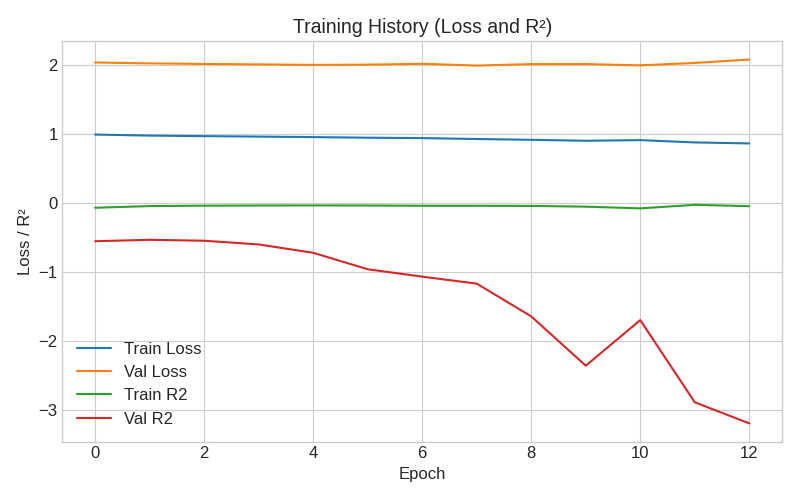 Training History (Loss and R²)
2
1
0
−1
−2
−3
Loss / R²
Train Loss
Val Loss
Train R2
Val R2
0 2 4 6 8 10 12
Epoch